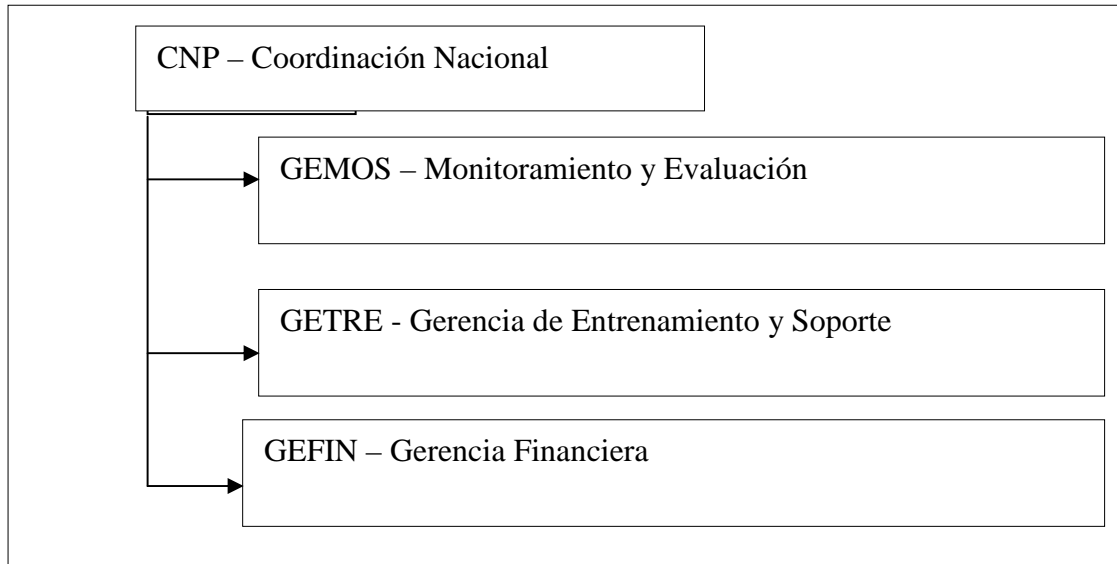 CNP – Coordinación Nacional
GEMOS – Monitoramiento y Evaluación
GETRE - Gerencia de Entrenamiento y Soporte
GEFIN – Gerencia Financiera